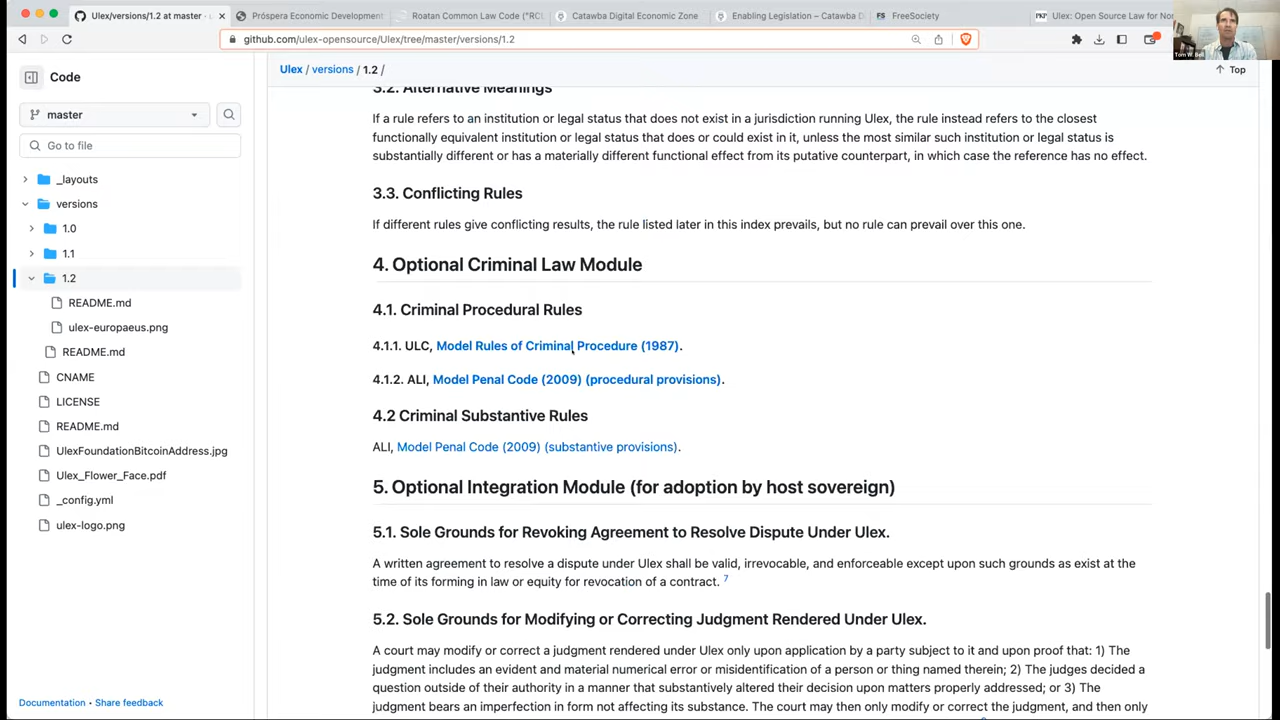 Ulex/versions/1.2 at master ·
Próspera Economic Development
Roatan Common Law Code ("RCL
Catawba Digital Economic Zone
Enabling Legislation – Catawba D
FreeSociety
Ulex: Open Source Law for Non
github.com/ulex-opensource/Ulex/tree/master/versions/1.2
Tom W. Bell
Code
Ulex / versions / 1.2 /
Top
master
Go to file
_layouts
versions
1.0
1.1
1.2
README.md
ulex-europaeus.png
README.md
CNAME
LICENSE
README.md
UlexFoundationBitcoinAddress.jpg
Ulex_Flower_Face.pdf
_config.yml
ulex-logo.png
Documentation • Share feedback
3.2. Alternative Meanings
If a rule refers to an institution or legal status that does not exist in a jurisdiction running Ulex, the rule instead refers to the closest
functionally equivalent institution or legal status that does or could exist in it, unless the most similar such institution or legal status is
substantially different or has a materially different functional effect from its putative counterpart, in which case the reference has no effect.
3.3. Conflicting Rules
If different rules give conflicting results, the rule listed later in this index prevails, but no rule can prevail over this one.
4. Optional Criminal Law Module
4.1. Criminal Procedural Rules
4.1.1. ULC, Model Rules of Criminal Procedure (1987).
4.1.2. ALI, Model Penal Code (2009) (procedural provisions).
4.2 Criminal Substantive Rules
ALI, Model Penal Code (2009) (substantive provisions).
5. Optional Integration Module (for adoption by host sovereign)
5.1. Sole Grounds for Revoking Agreement to Resolve Dispute Under Ulex.
A written agreement to resolve a dispute under Ulex shall be valid, irrevocable, and enforceable except upon such grounds as exist at the
time of its forming in law or equity for revocation of a contract. 7
5.2. Sole Grounds for Modifying or Correcting Judgment Rendered Under Ulex.
A court may modify or correct a judgment rendered under Ulex only upon application by a party subject to it and upon proof that: 1) The
judgment includes an evident and material numerical error or misidentification of a person or thing named therein; 2) The judges decided a
question outside of their authority in a manner that substantively altered their decision upon matters properly addressed; or 3) The
judgment bears an imperfection in form not affecting its substance. The court may then only modify or correct the judgment, and then only